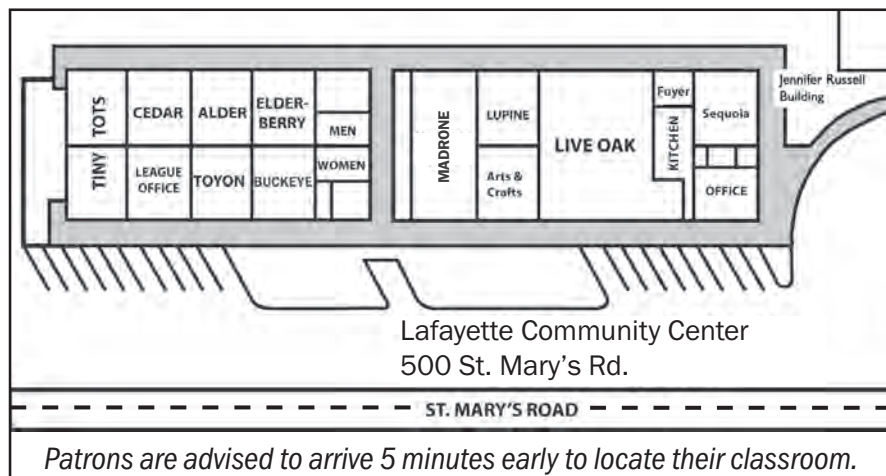 Jennifer Russell
Building
TINY TOTS
CEDAR
ALDER
ELDER-
BERRY
MEN
LEAGUE
OFFICE
TOYON
BUCKEYE
WOMEN
MADRONE
LUPINE
Arts &
Crafts
LIVE OAK
Foyer
KITCHEN
Sequoia
OFFICE
Lafayette Community Center
500 St. Mary's Rd.
ST. MARY'S ROAD
Patrons are advised to arrive 5 minutes early to locate their classroom.